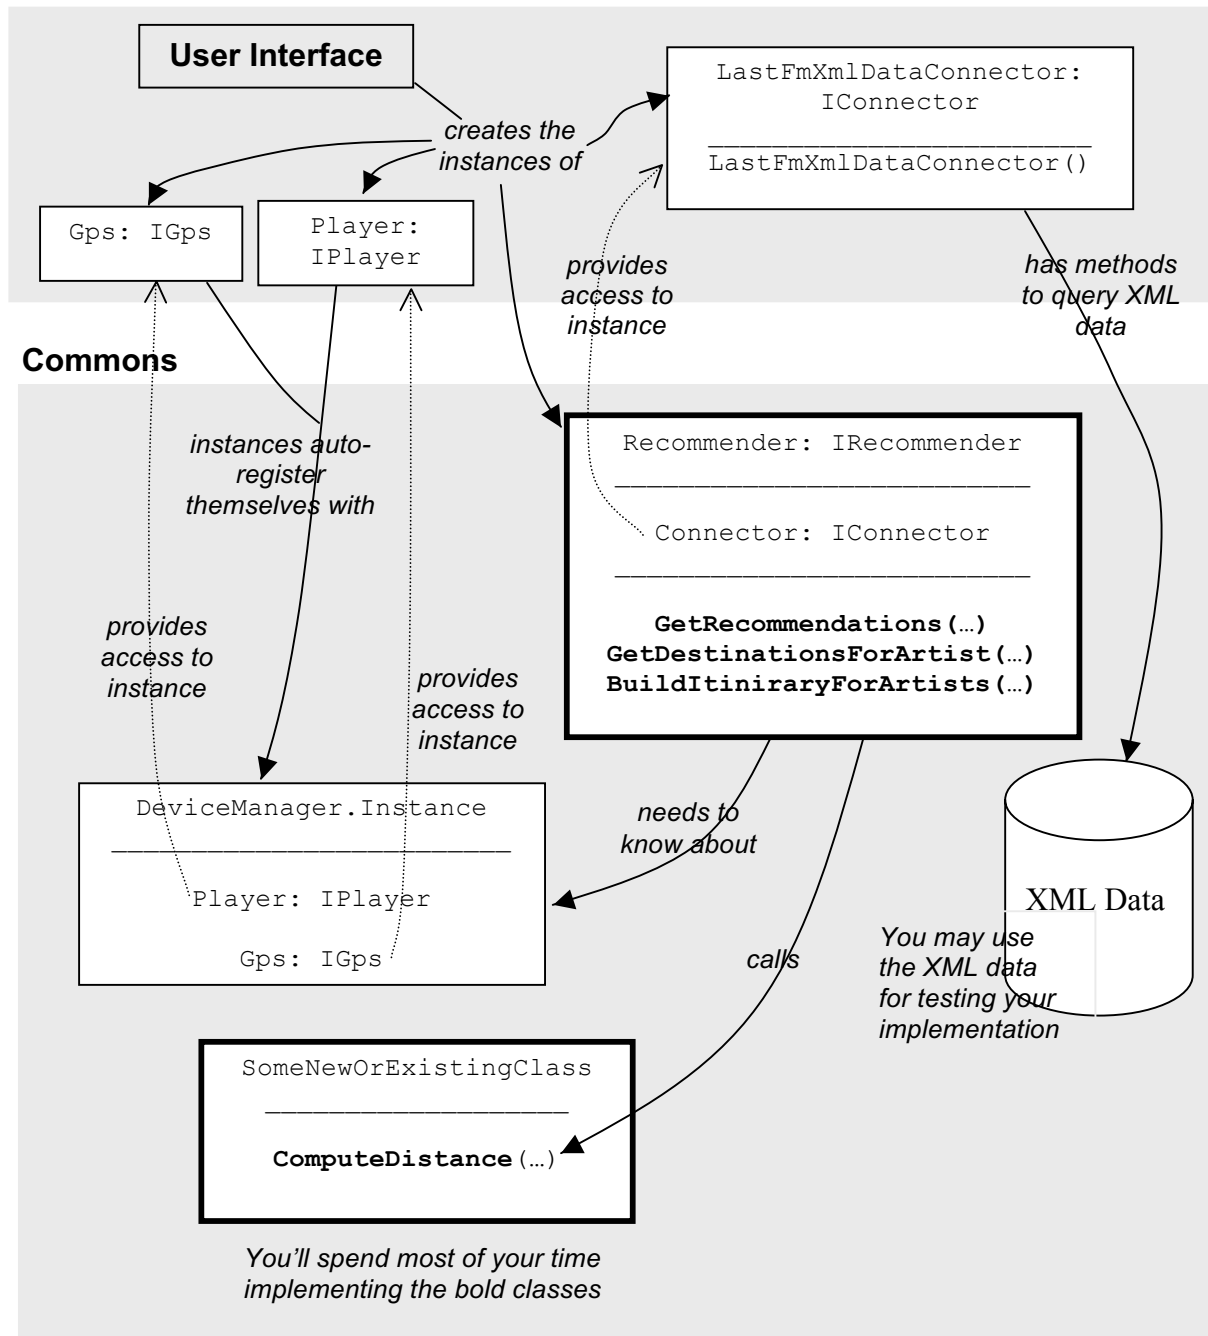 User Interface
LastFmXmlDataConnector:
IConnector
LastFmXmlDataConnector()
creates the
instances of
Gps: IGps
Player:
IPlayer
provides
access to
instance
has methods
to query XML
data
Commons
instances auto-
register
themselves with
Recommender: IRecommender
Connector: IConnector
GetRecommendations(…)
GetDestinationsForArtist(…)
BuildItiniraryForArtists(…)
provides
access to
instance
provides
access to
instance
DeviceManager.Instance
Player: IPlayer
Gps: IGps
needs to
know about
XML Data
You may use
the XML data
for testing your
implementation
calls
SomeNewOrExistingClass
ComputeDistance(…)
You’ll spend most of your time
implementing the bold classes